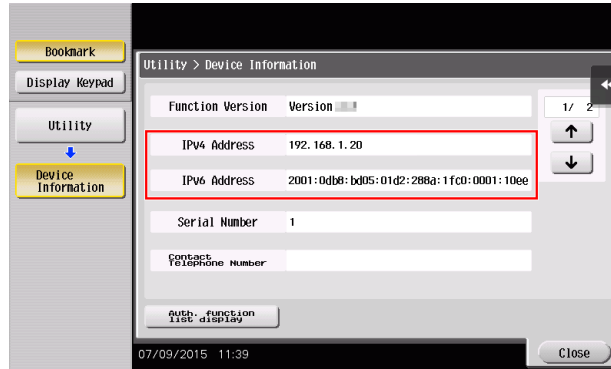 Bookmark
Display Keypad
Utility
Device
Information
Utility > Device Information
Function Version Version
1/ 2
IPv4 Address 192.168.1.20
IPv6 Address 2001:0db8:bd05:01d2:288a:1fc0:0001:10ee
Serial Number 1
Contact
Telephone Number
Auth. function
list display
07/09/2015 11:39
Close